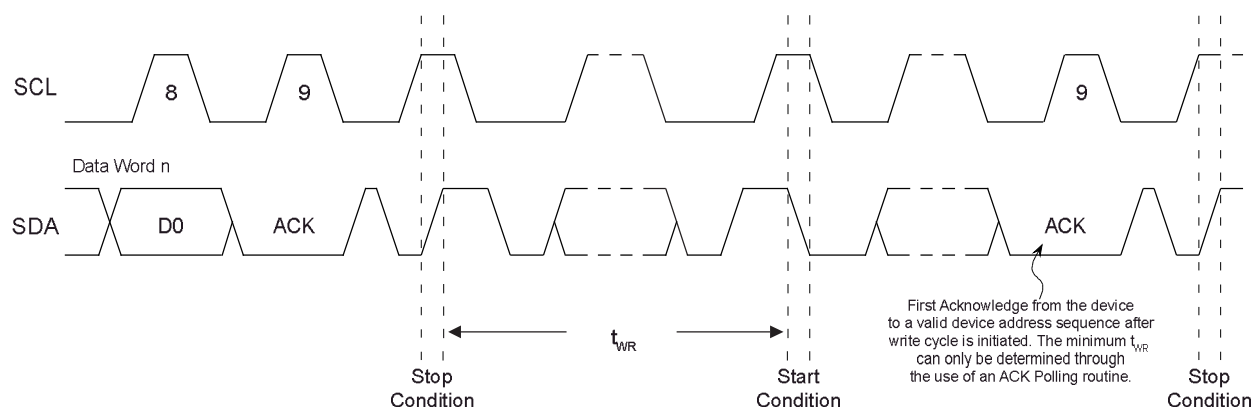 SCL
8
9
9
Data Word n
SDA
D0
ACK
ACK
First Acknowledge from the device
to a valid device address sequence after
write cycle is initiated. The minimum tWR
can only be determined through
the use of an ACK Polling routine.
tWR
Stop
Condition
Start
Condition
Stop
Condition